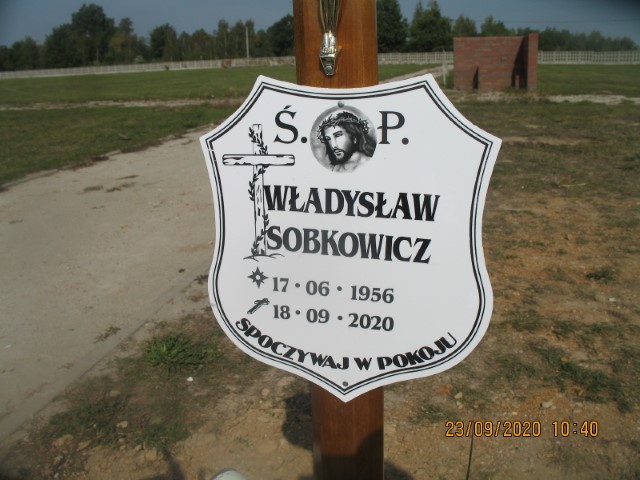 Ś. P.
WŁADYSŁAW
SOBKOWICZ
17 • 06 • 1956
18 • 09 • 2020
SPOCZYWAJ W POKOJU
23/09/2020 10:40